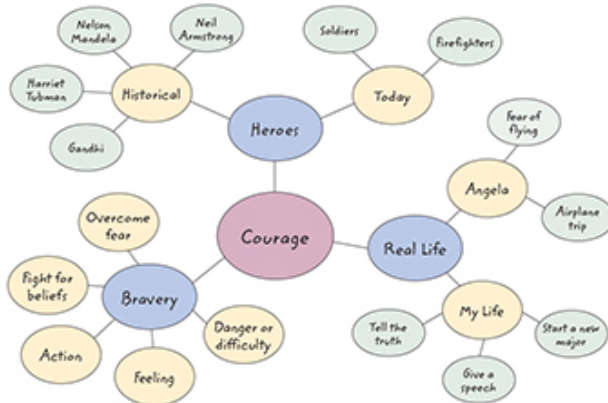 Nelson
Mandela
Neil
Armstrong
Harriet
Tubman
Historical
Gandhi
Heroes
Soldiers
Firefighters
Today
Courage
Fear of
flying
Angela
Airplane
trip
Real Life
My Life
Tell the
truth
Give a
speech
Start a new
major
Overcome
fear
Fight for
beliefs
Bravery
Action
Feeling
Danger or
difficulty